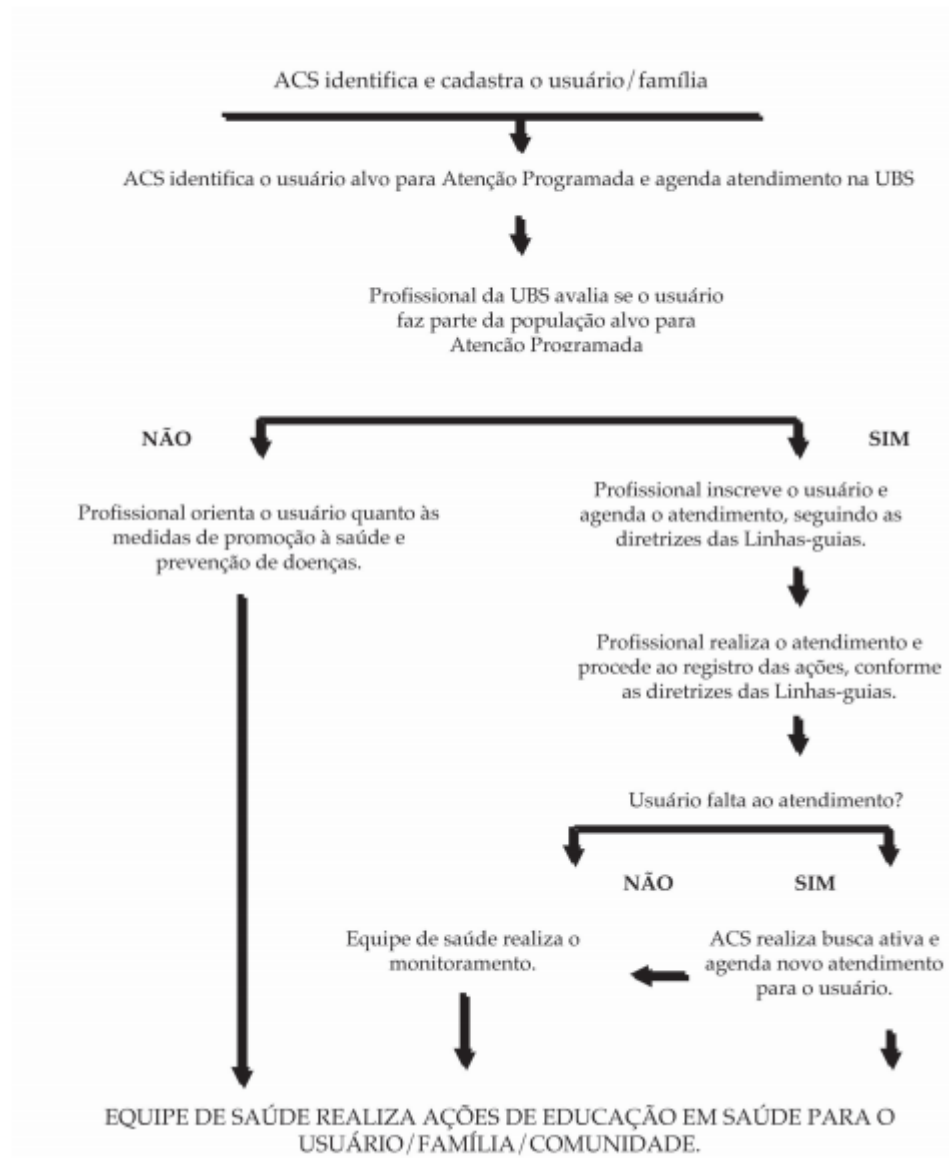 ACS identifica e cadastra o usuário/família
ACS identifica o usuário alvo para Atenção Programada e agenda atendimento na UBS
Profissional da UBS avalia se o usuário
faz parte da população alvo para
Atenção Programada
NÃO
SIM
Profissional orienta o usuário quanto às
medidas de promoção à saúde e
prevenção de doenças.
Profissional inscreve o usuário e
agenda o atendimento, seguindo as
diretrizes das Linhas-guias.
Profissional realiza o atendimento e
procede ao registro das ações, conforme
as diretrizes das Linhas-guias.
Usuário falta ao atendimento?
NÃO
SIM
Equipe de saúde realiza o
monitoramento.
ACS realiza busca ativa e
agenda novo atendimento
para o usuário.
EQUIPE DE SAÚDE REALIZA AÇÕES DE EDUCAÇÃO EM SAÚDE PARA O
USUÁRIO/FAMÍLIA/COMUNIDADE.